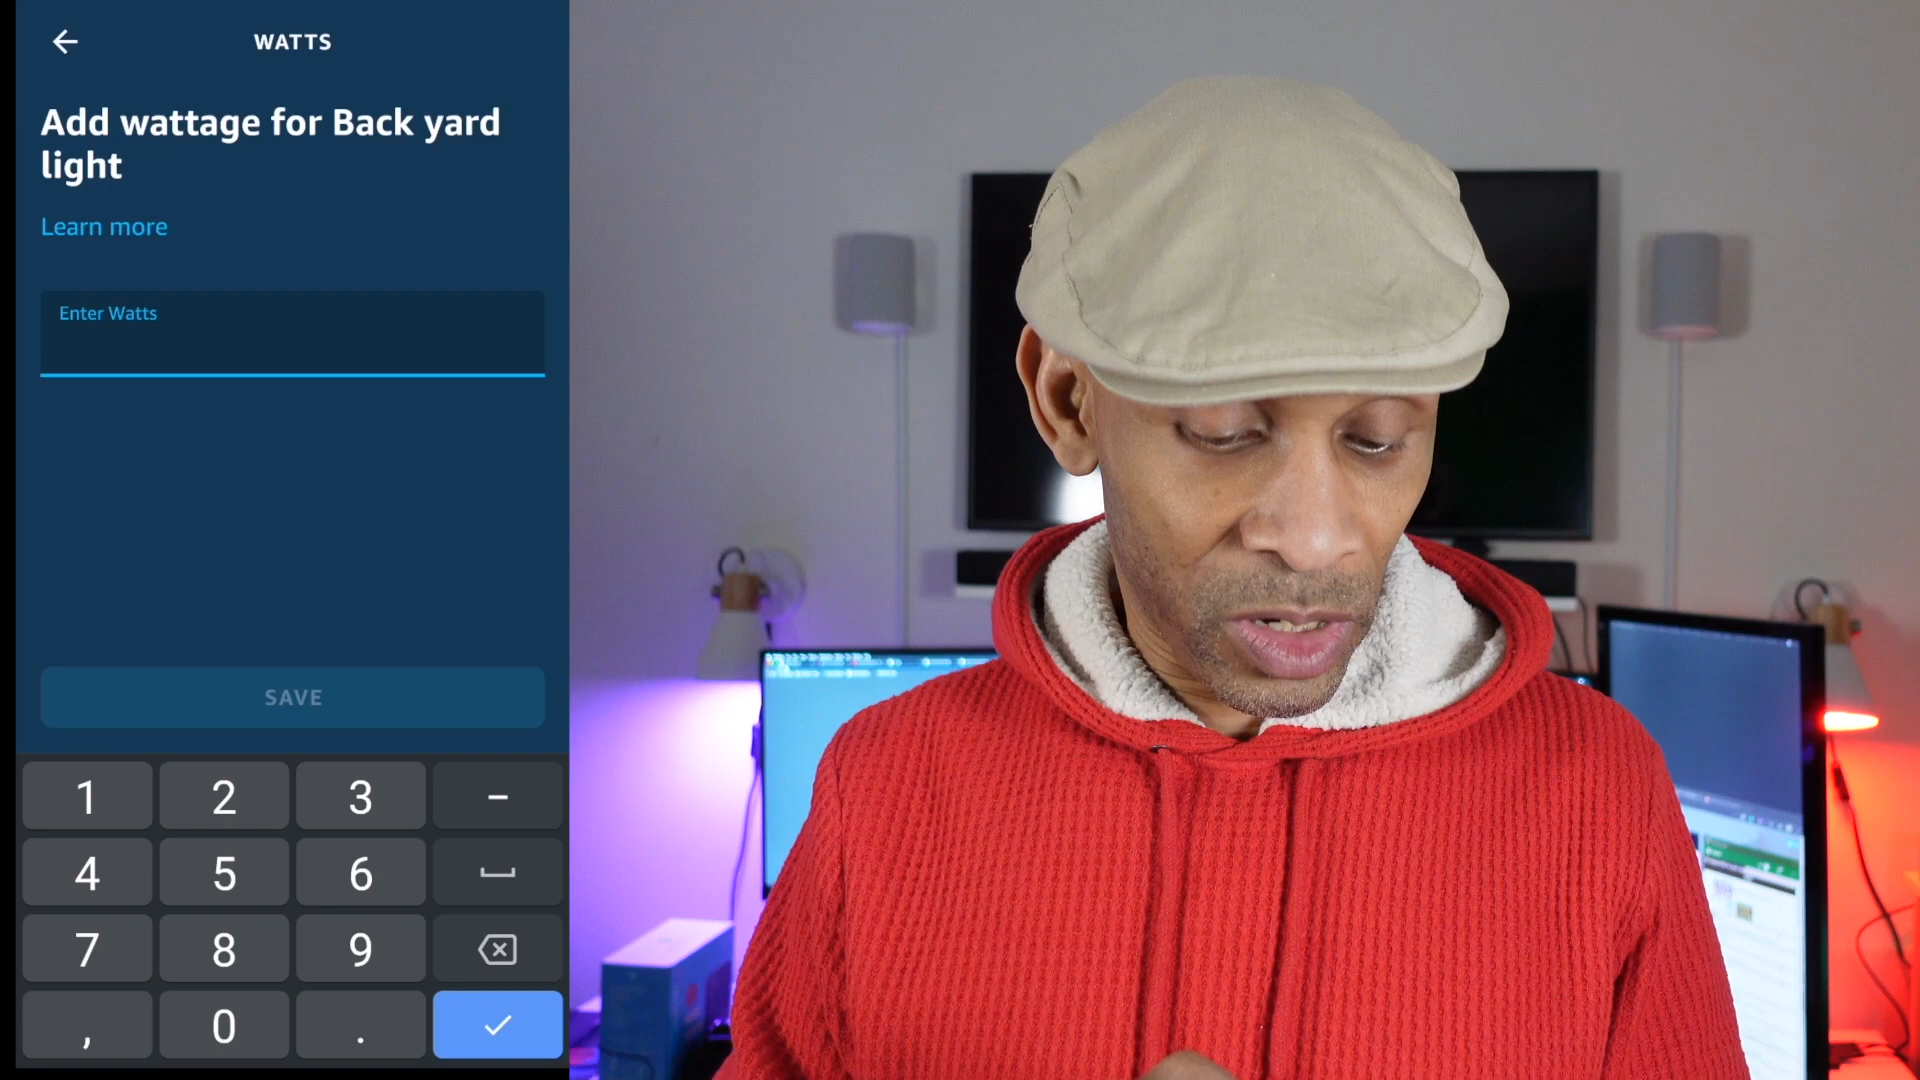 WATTS
Add wattage for Back yard
light
Learn more
Enter Watts
SAVE
1 2 3 –
4 5 6
7 8 9
, 0 .